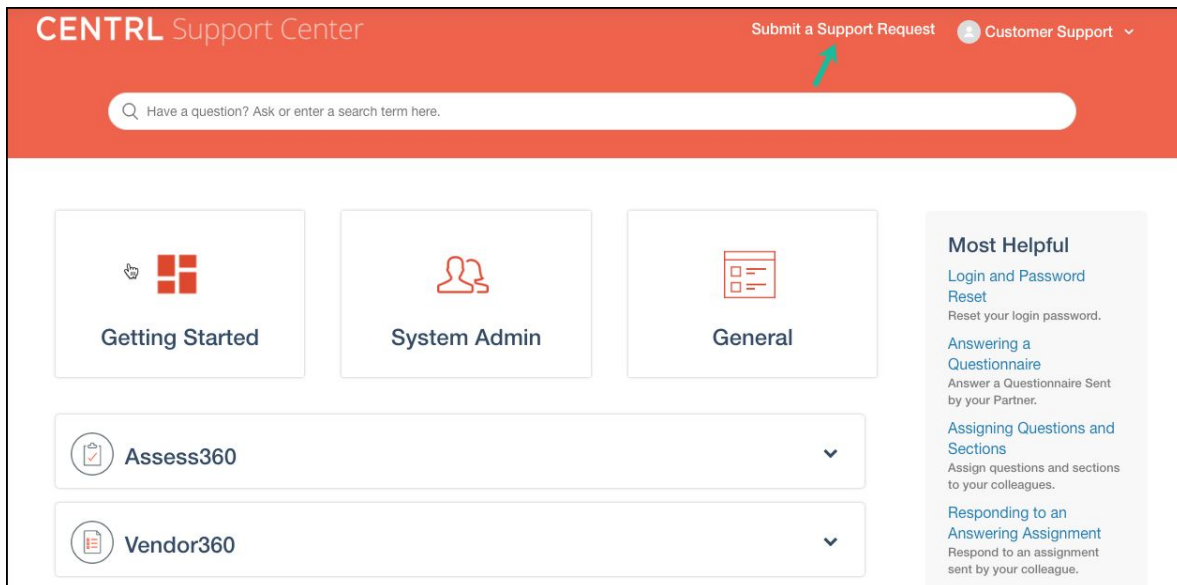 CENTRL Support Center
Submit a Support Request
Customer Support
Have a question? Ask or enter a search term here.
Getting Started
System Admin
General
Assess360
Vendor360
Most Helpful
Login and Password
Reset
Reset your login password.
Answering a
Questionnaire
Answer a Questionnaire Sent
by your Partner.
Assigning Questions and
Sections
Assign questions and sections
to your colleagues.
Responding to an
Answering Assignment
Respond to an assignment
sent by your colleague.